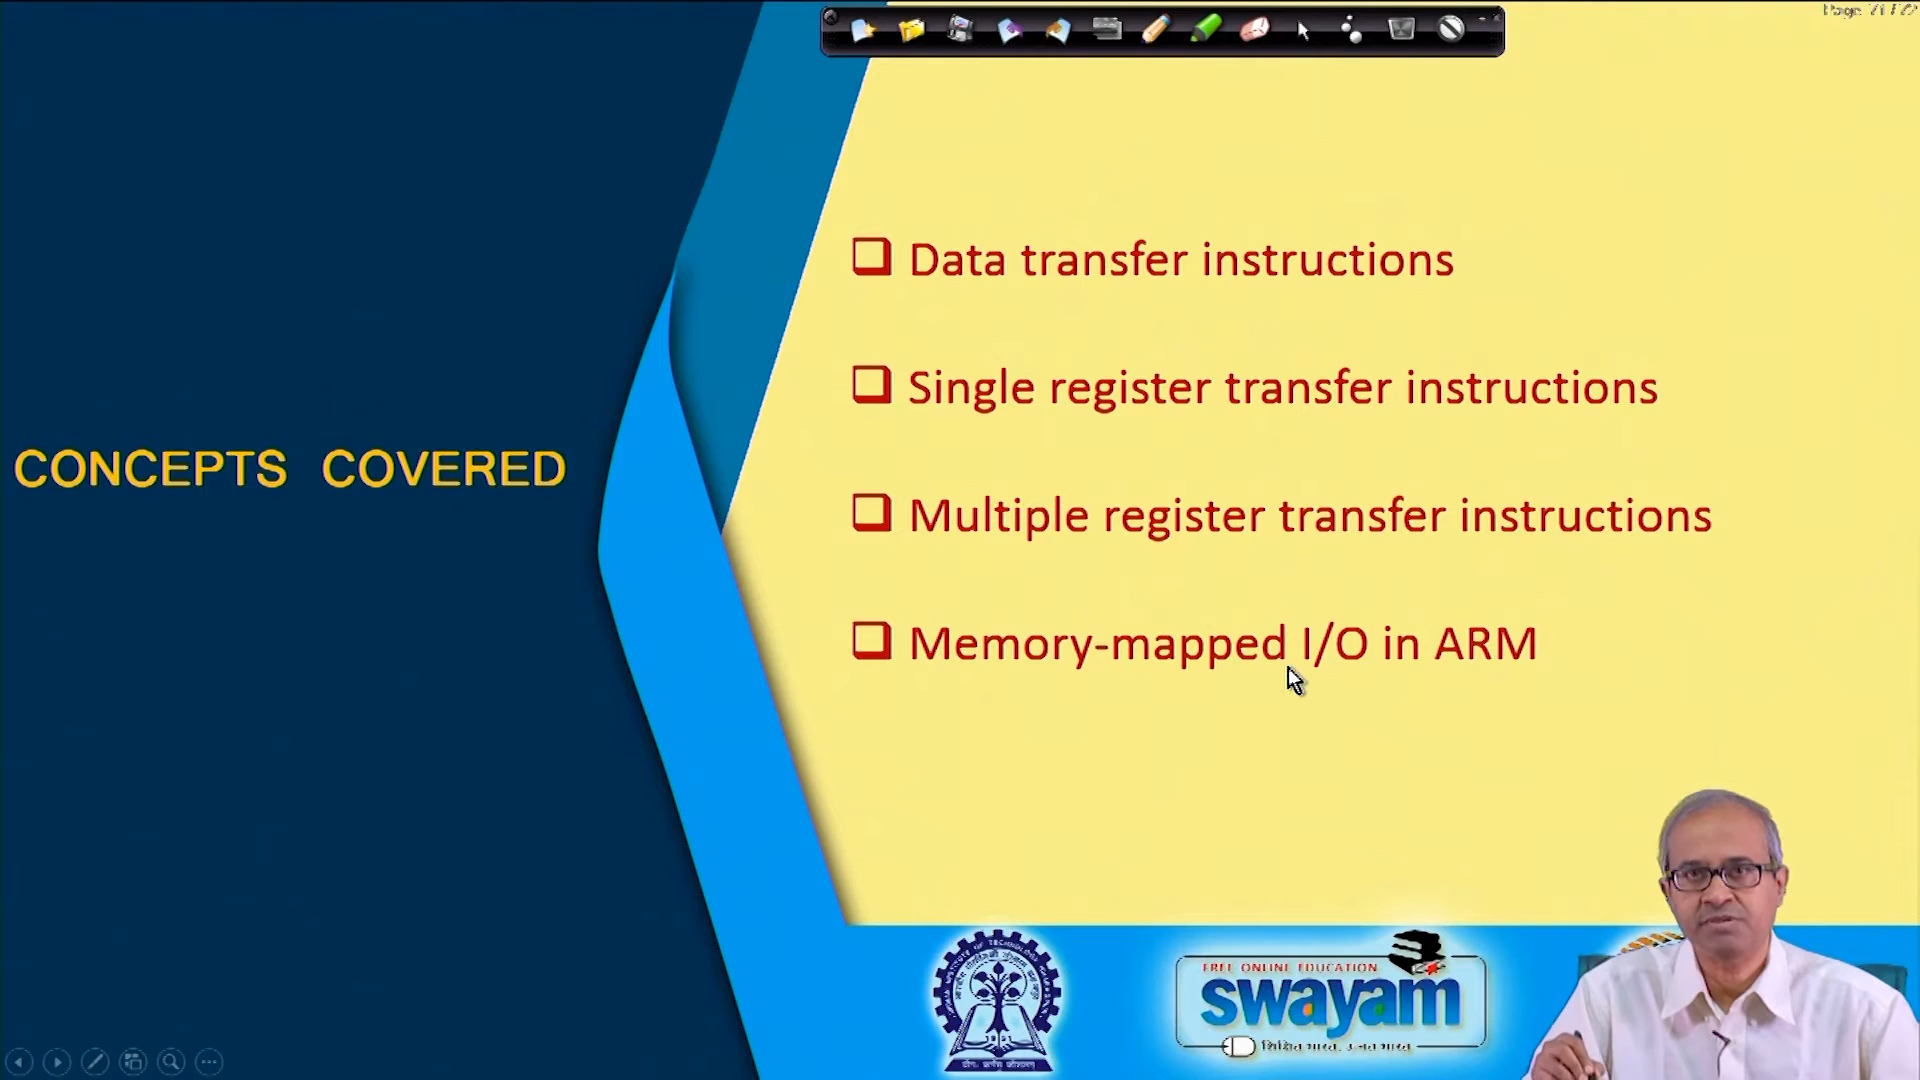 CONCEPTS COVERED
Data transfer instructions
Single register transfer instructions
Multiple register transfer instructions
Memory-mapped I/O in ARM
FREE ONLINE EDUCATION
swayam